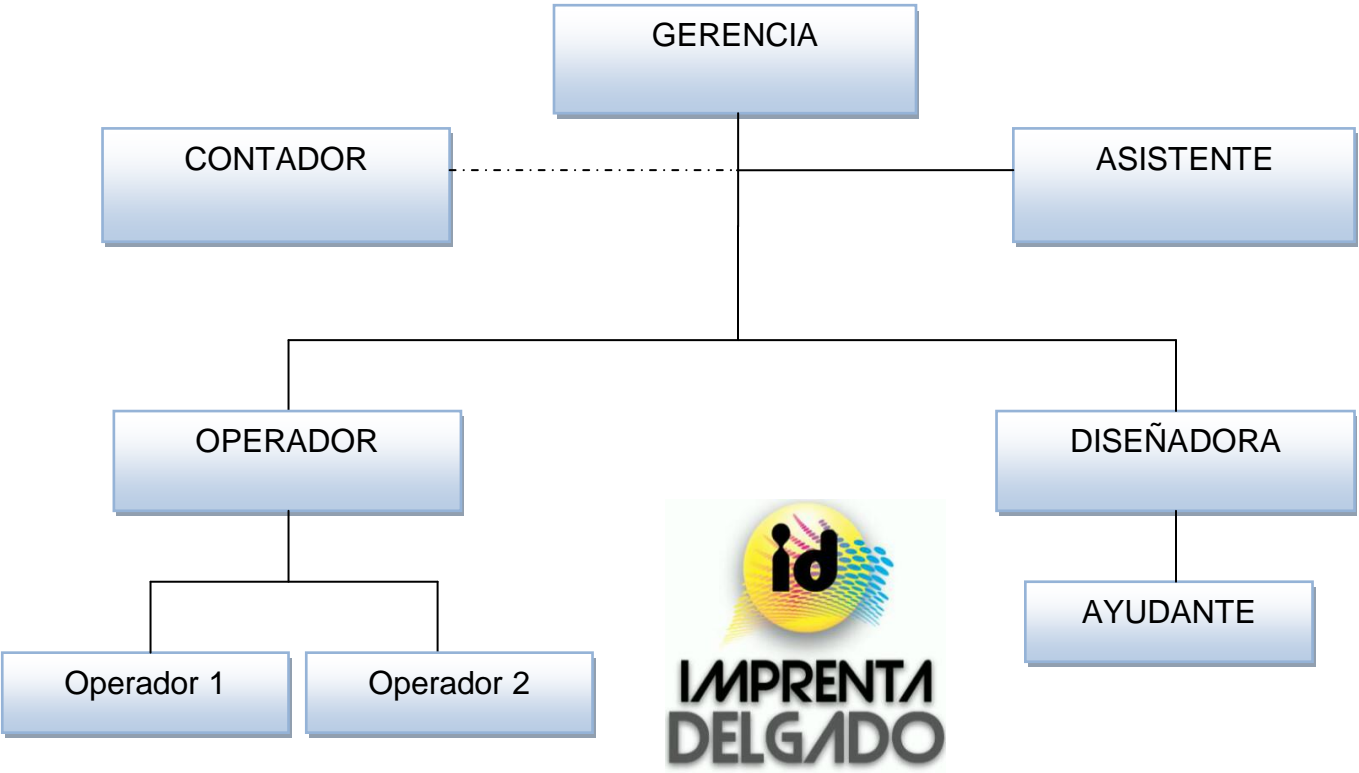 GERENCIA
CONTADOR
ASISTENTE
OPERADOR
DISEÑADORA
AYUDANTE
Operador 1
Operador 2
id
IMPRENTA
DELGADO